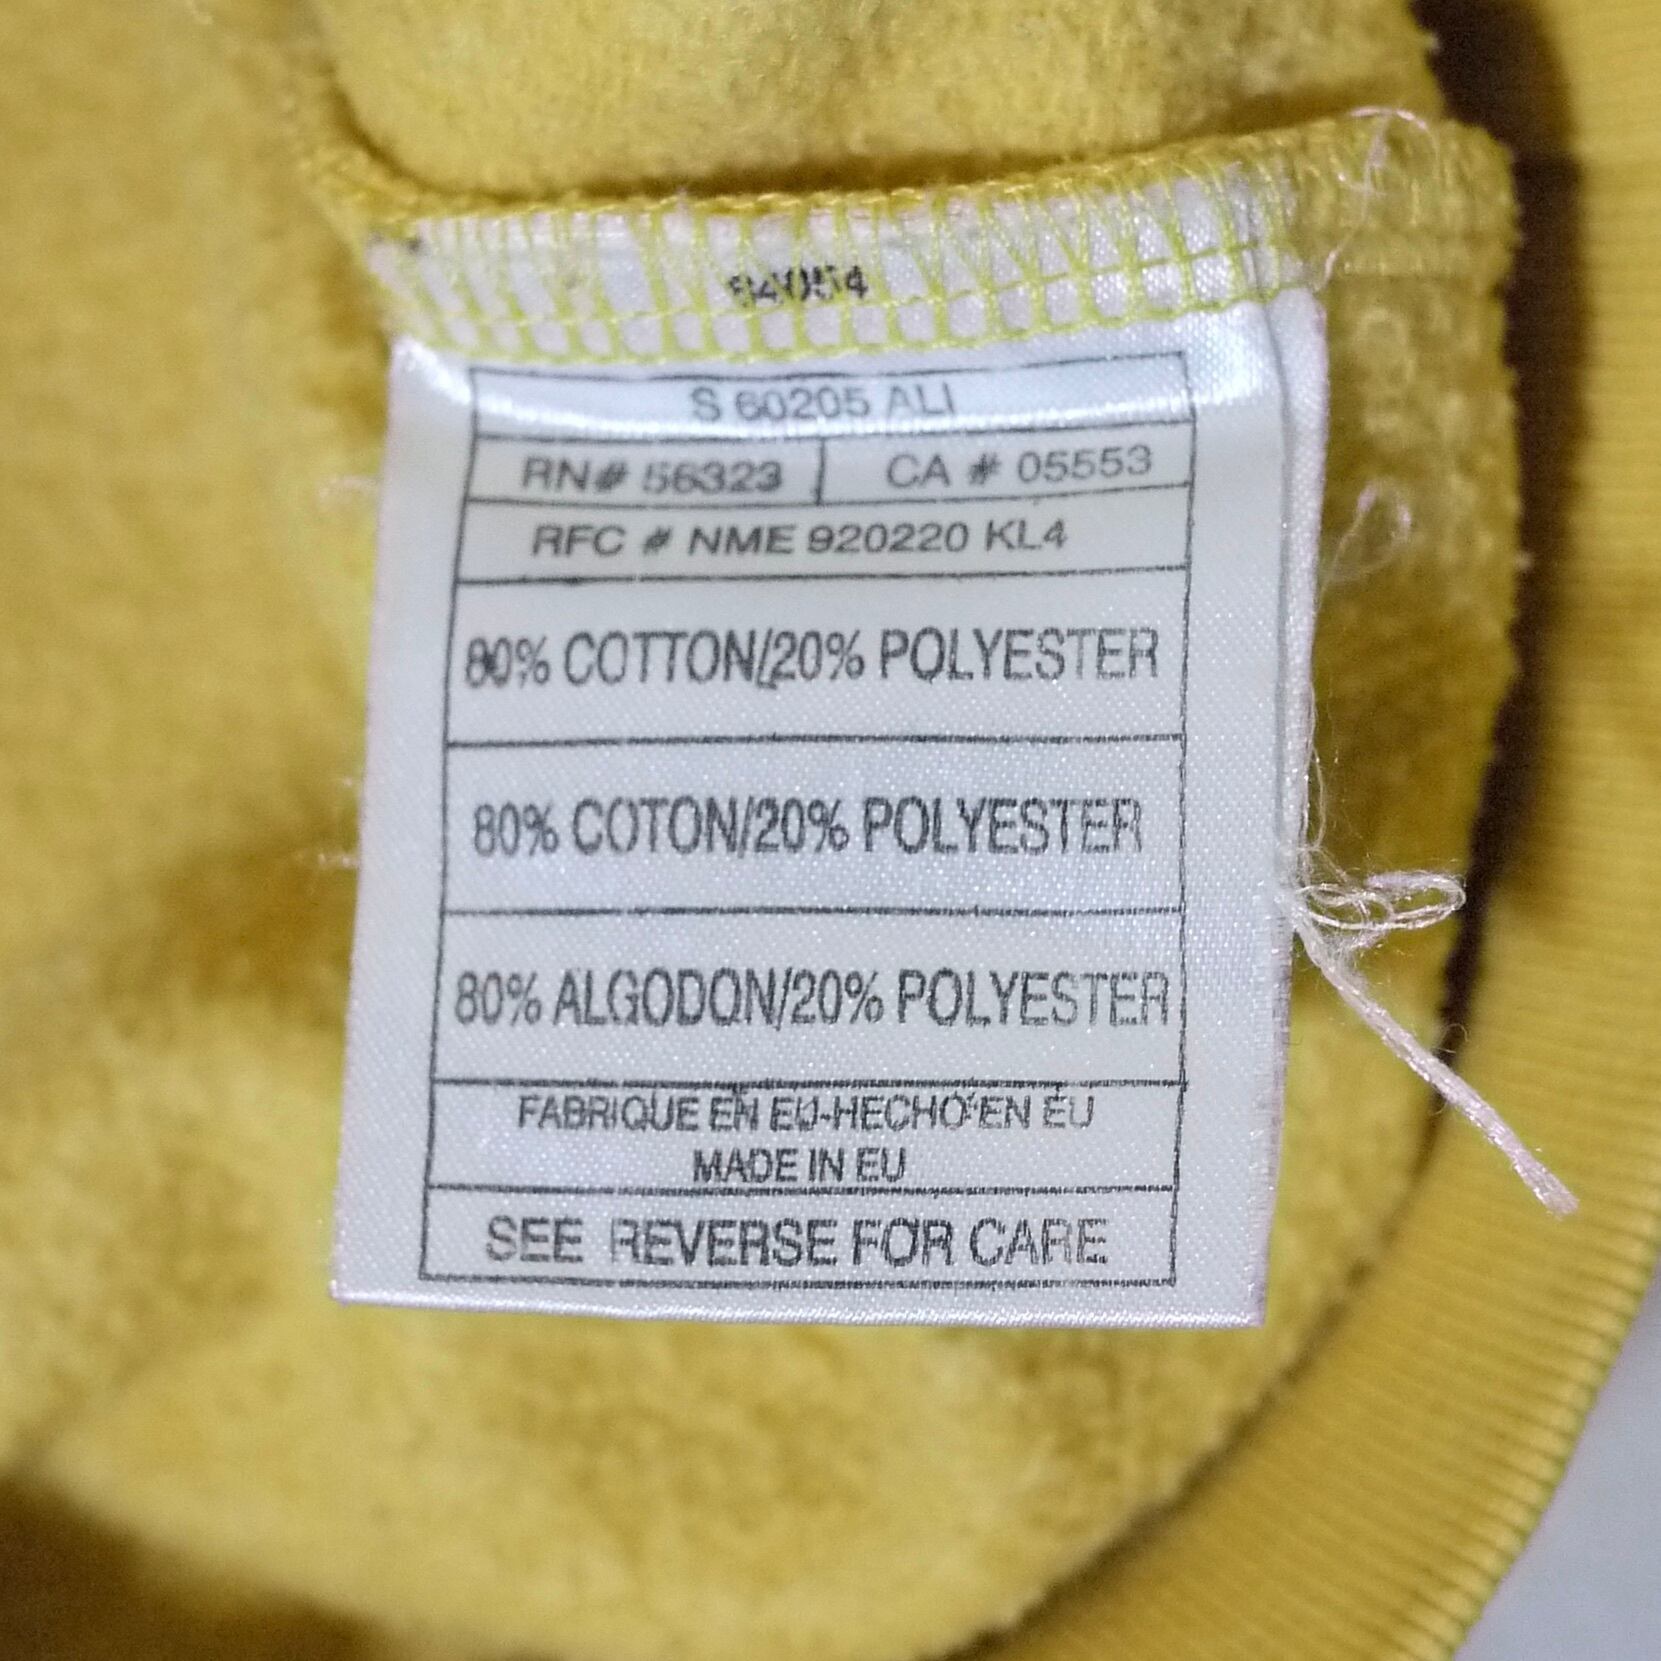 S 60205 ALI
RN# 56323 CA # 05553
RFC # NME 920220 KL4
80% COTTON/20% POLYESTER
80% COTON/20% POLYESTER
80% ALGODON/20% POLYESTER
FABRIQUE EN EU-HECHO EN EU
MADE IN EU
SEE REVERSE FOR CARE